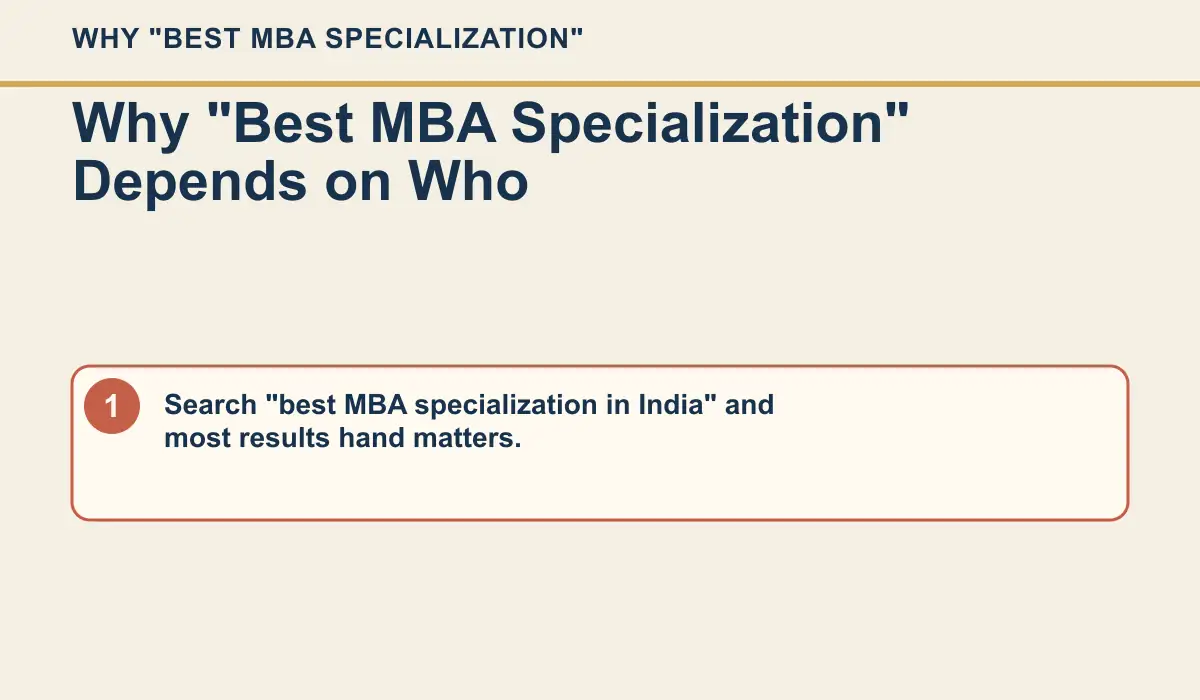 WHY "BEST MBA SPECIALIZATION"
Why "Best MBA Specialization"
Depends on Who
1
Search "best MBA specialization in India" and
most results hand matters.